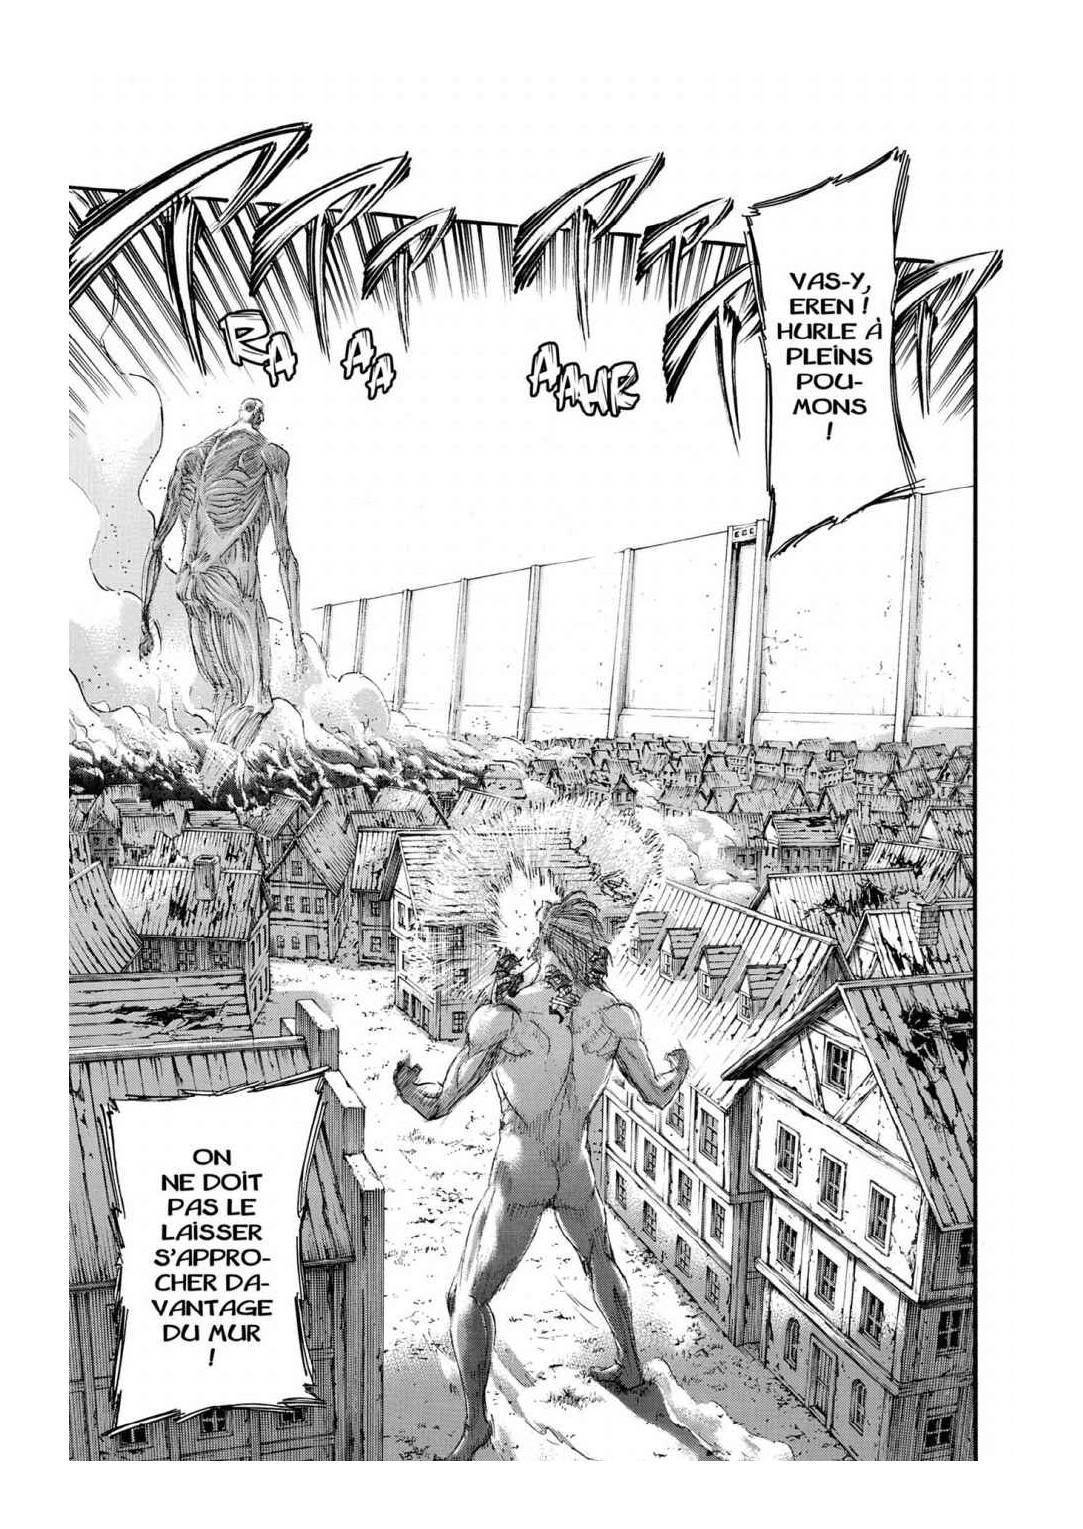 VAS-Y,
EREN !
HURLE À
PLEINS
POU-
MONS
!
RA
AA
AAHR
ON
NE DOIT
PAS LE
LAISSER
S'APPRO-
CHER DA-
VANTAGE
DU MUR
!